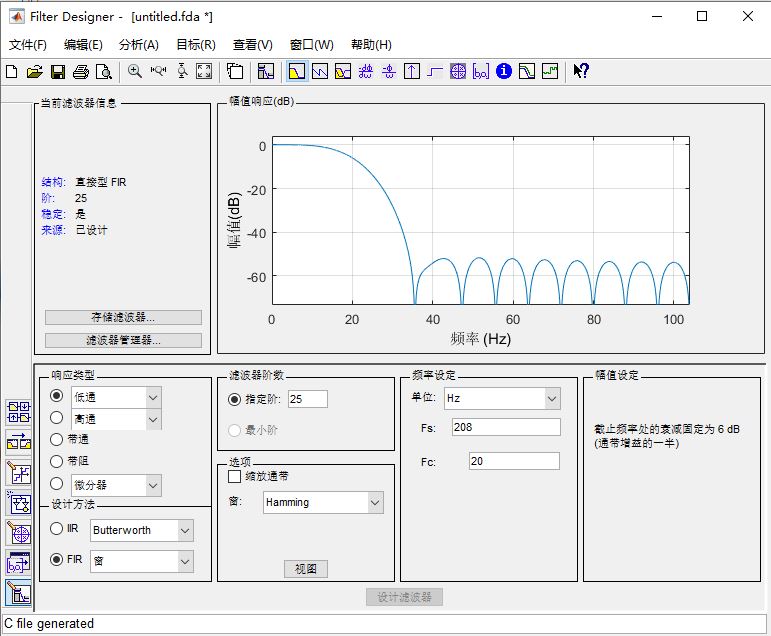 Filter Designer - [untitled.fda *]
文件(F) 编辑(E) 分析(A) 目标(R) 查看(V) 窗口(W) 帮助(H)
当前滤波器信息
结构: 直接型 FIR
阶: 25
稳定: 是
来源: 已设计
存储滤波器...
滤波器管理器...
幅值响应(dB)
幅值(dB)
0
-20
-40
-60
0 20 40 60 80 100
频率 (Hz)
响应类型
低通
高通
带通
带阻
微分器
设计方法
IIR Butterworth
FIR 窗
滤波器阶数
指定阶: 25
最小阶
选项
缩放通带
窗: Hamming
视图
频率设定
单位: Hz
Fs: 208
Fc: 20
幅值设定
截止频率处的衰减固定为 6 dB
(通带增益的一半)
设计滤波器
C file generated